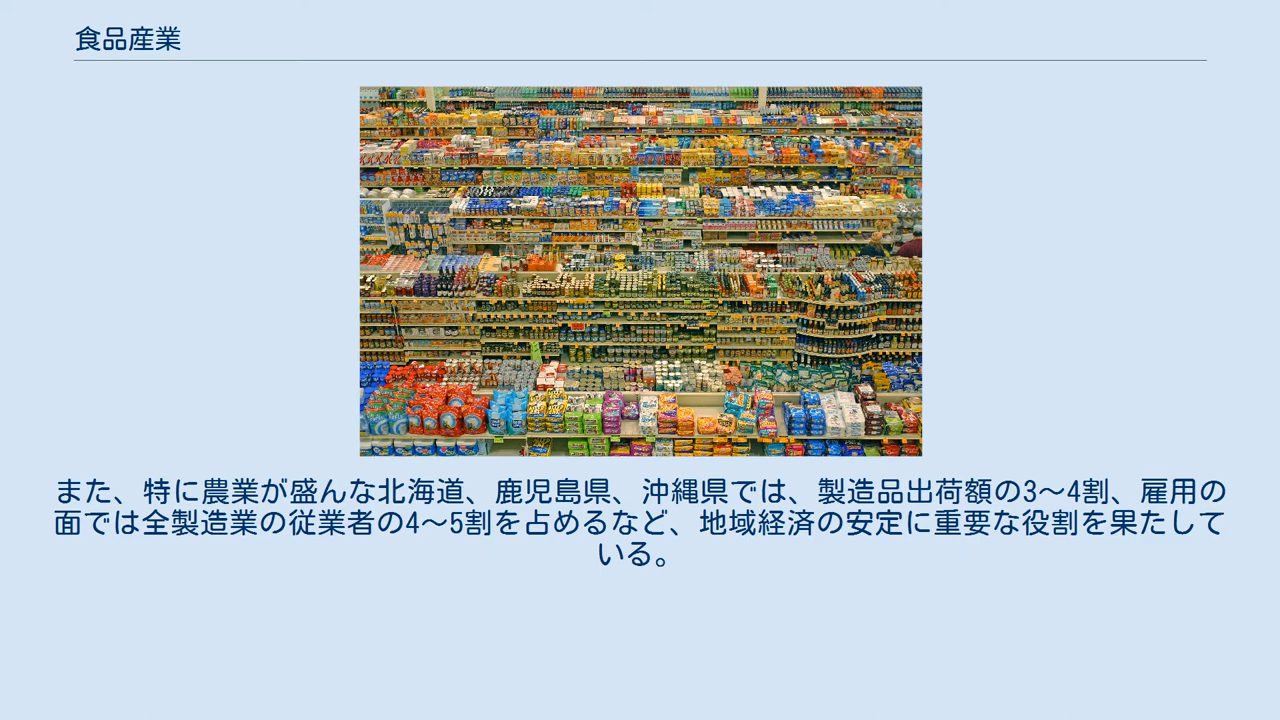 食品産業
また、特に農業が盛んな北海道、鹿児島県、沖縄県では、製造品出荷額の3〜4割、雇用の
面では全製造業の従業者の4〜5割を占めるなど、地域経済の安定に重要な役割を果たして
いる。